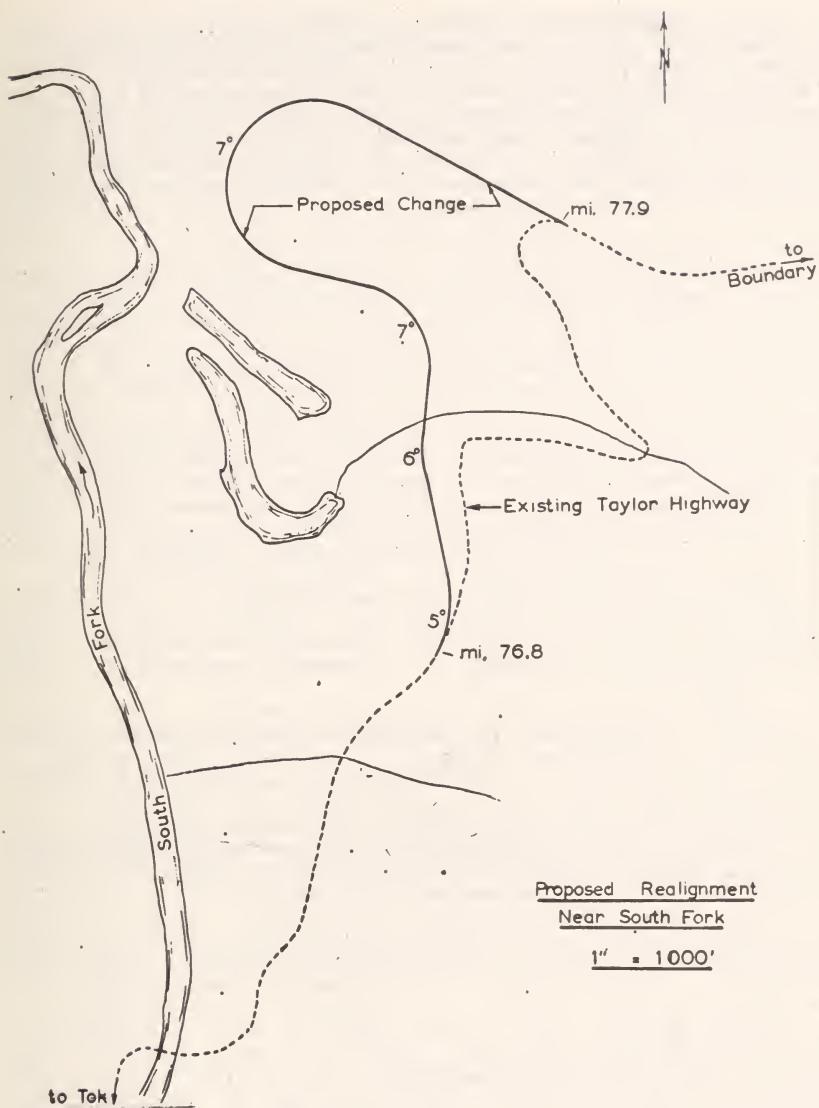 N
7°
Proposed Change
mi. 77.9
to
Boundary
7°
6°
Existing Taylor Highway
5°
mi. 76.8
South Fork
Proposed Realignment
Near South Fork
1" = 1000'
to Tok